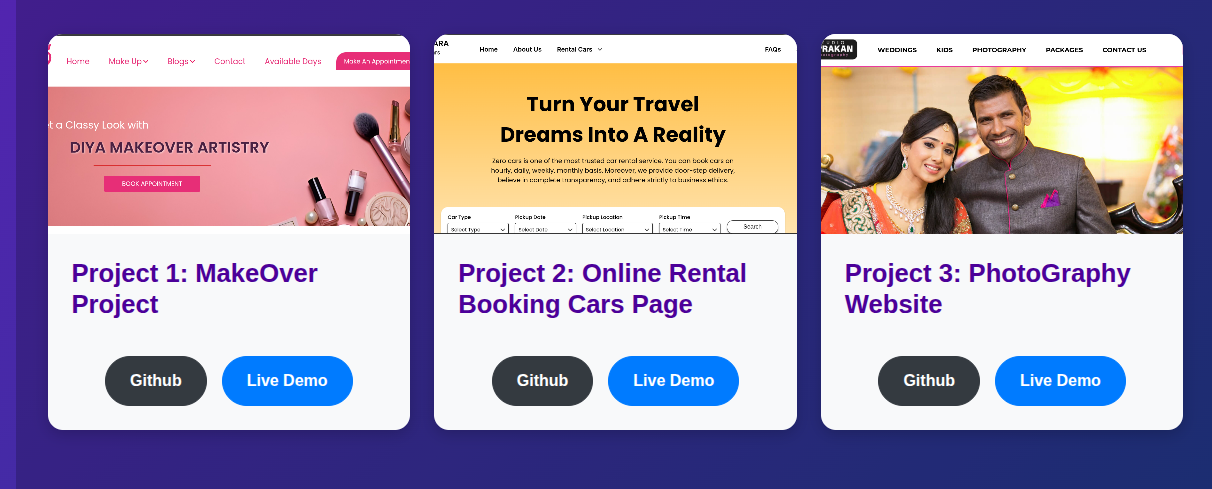 Home Make Up Blogs Contact Available Days Make An Appointmen
t a Classy Look with
DIYA MAKEOVER ARTISTRY
BOOK APPOINTMENT
Project 1: MakeOver
Project
Github Live Demo
ARA
Home About Us Rental Cars FAQs
Turn Your Travel
Dreams Into A Reality
Zero cars is one of the most trusted car rental service. You can book cars on
hourly, daily, weekly, monthly basis. Moreover, we provide door-step delivery,
believe in complete transparency, and adhere strictly to business ethics.
Car Type Pickup Date Pickup Location Pickup Time
Select Type Select Date Select Location Select Time Search
Project 2: Online Rental
Booking Cars Page
Github Live Demo
PRAKAN
WEDDINGS KIDS PHOTOGRAPHY PACKAGES CONTACT US
Project 3: PhotoGraphy
Website
Github Live Demo